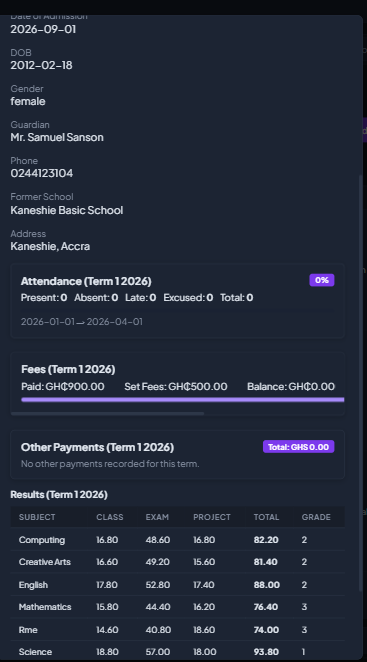 Date of Admission
2026-09-01
DOB
2012-02-18
Gender
female
Guardian
Mr. Samuel Sanson
Phone
0244123104
Former School
Kaneshie Basic School
Address
Kaneshie, Accra
Attendance (Term 1 2026) 0%
Present: 0 Absent: 0 Late: 0 Excused: 0 Total: 0
2026-01-01 → 2026-04-01
Fees (Term 1 2026)
Paid: GH₵900.00 Set Fees: GH₵500.00 Balance: GH₵0.00
Other Payments (Term 1 2026) Total: GHS 0.00
No other payments recorded for this term.
Results (Term 1 2026)
SUBJECT CLASS EXAM PROJECT TOTAL GRADE
Computing 16.80 48.60 16.80 82.20 2
Creative Arts 16.60 49.20 15.60 81.40 2
English 17.80 52.80 17.40 88.00 2
Mathematics 15.80 44.40 16.20 76.40 3
Rme 14.60 40.80 18.60 74.00 3
Science 18.80 57.00 18.00 93.80 1